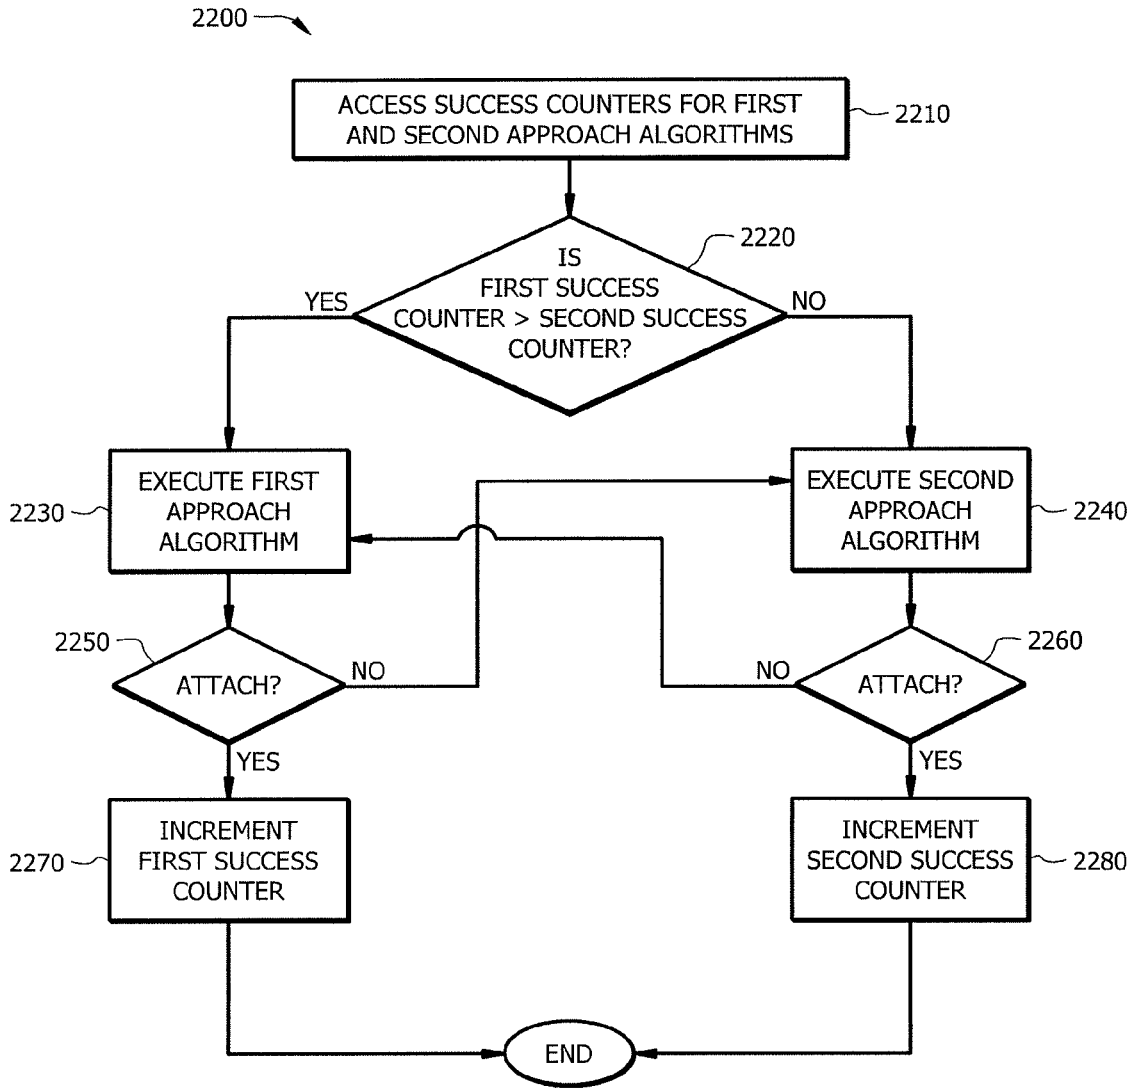 2200
ACCESS SUCCESS COUNTERS FOR FIRST
AND SECOND APPROACH ALGORITHMS
2210
2220
IS
FIRST SUCCESS
COUNTER > SECOND SUCCESS
COUNTER?
YES
NO
EXECUTE FIRST
APPROACH
ALGORITHM
2230
EXECUTE SECOND
APPROACH
ALGORITHM
2240
2250
ATTACH?
NO
YES
2260
ATTACH?
NO
YES
INCREMENT
FIRST SUCCESS
COUNTER
2270
INCREMENT
SECOND SUCCESS
COUNTER
2280
END